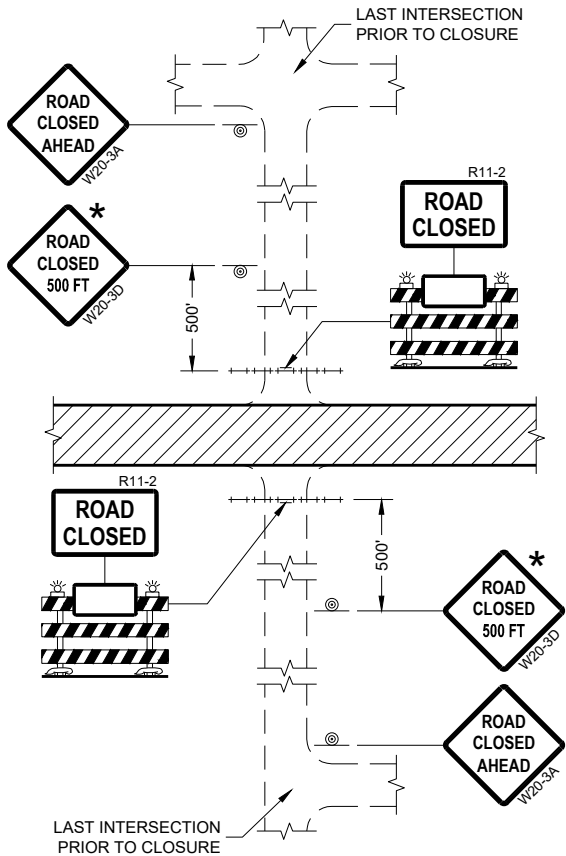 LAST INTERSECTION
PRIOR TO CLOSURE
ROAD
CLOSED
AHEAD
W20-3A
R11-2
ROAD
CLOSED
*
ROAD
CLOSED
500 FT
W20-3D
500'
R11-2
ROAD
CLOSED
500'
*
ROAD
CLOSED
500 FT
W20-3D
ROAD
CLOSED
AHEAD
W20-3A
LAST INTERSECTION
PRIOR TO CLOSURE